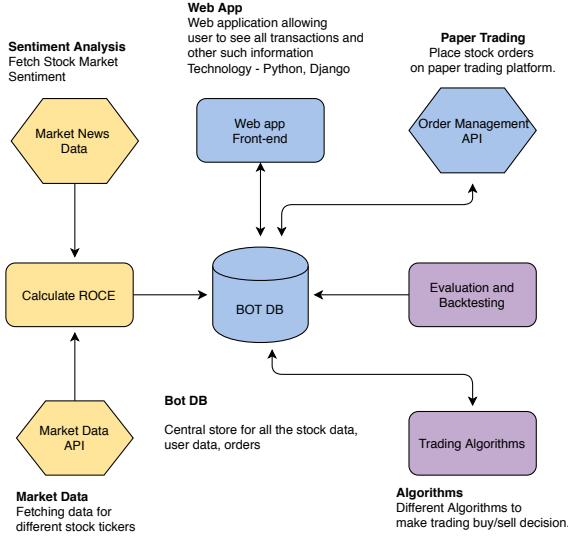 Web App
Web application allowing
user to see all transactions and
other such information
Technology - Python, Django
Sentiment Analysis
Fetch Stock Market
Sentiment
Paper Trading
Place stock orders
on paper trading platform.
Market News
Data
Web app
Front-end
Order Management
API
Calculate ROCE
BOT DB
Evaluation and
Backtesting
Market Data
API
Bot DB
Central store for all the stock data,
user data, orders
Trading Algorithms
Market Data
Fetching data for
different stock tickers
Algorithms
Different Algorithms to
make trading buy/sell decision.